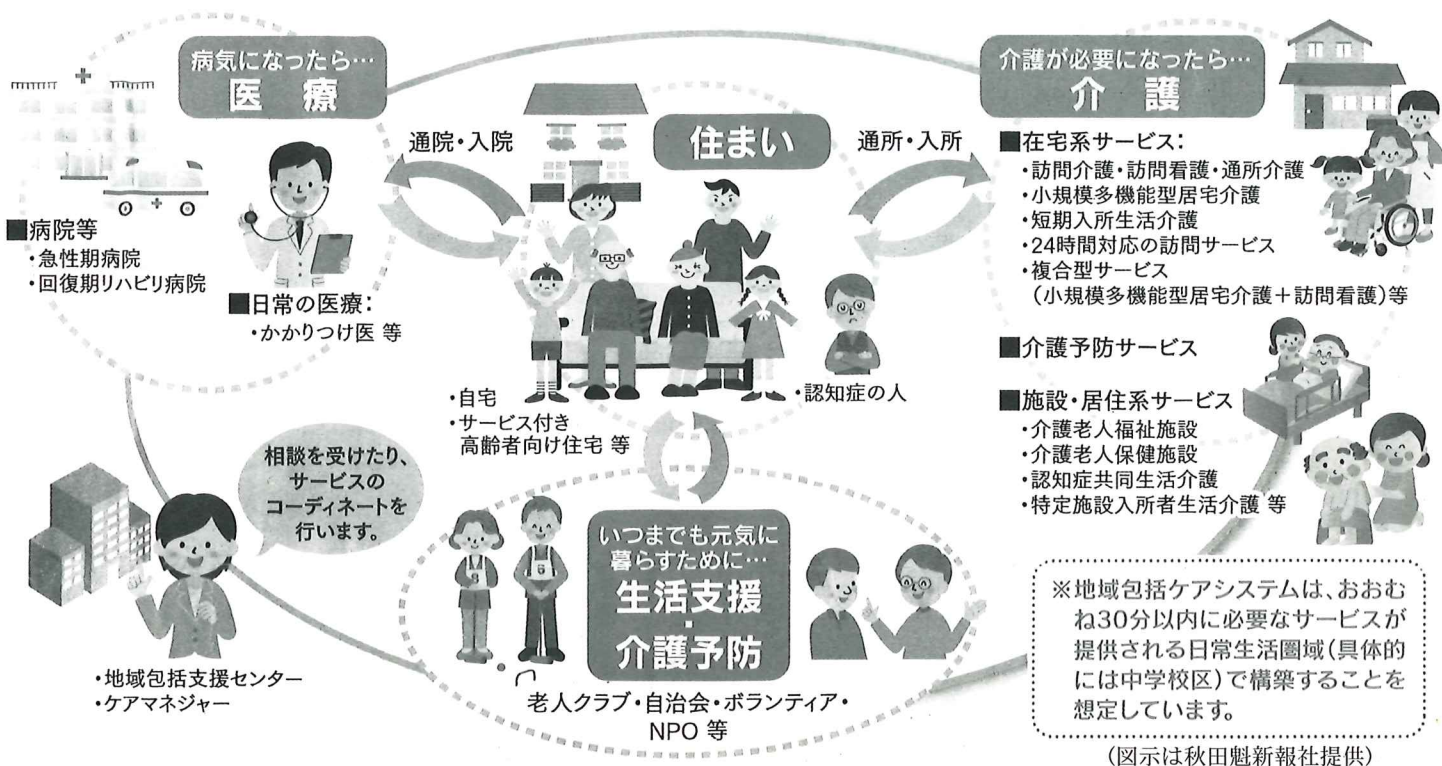 病気になったら…
医 療
通院・入院
■病院等
・急性期病院
・回復期リハビリ病院
■日常の医療：
・かかりつけ医 等
住まい
・自宅
・サービス付き
高齢者向け住宅 等
・認知症の人
通所・入所
介護が必要になったら…
介 護
■在宅系サービス：
・訪問介護・訪問看護・通所介護
・小規模多機能型居宅介護
・短期入所生活介護
・24時間対応の訪問サービス
・複合型サービス
（小規模多機能型居宅介護＋訪問看護）等
■介護予防サービス
■施設・居住系サービス
・介護老人福祉施設
・介護老人保健施設
・認知症共同生活介護
・特定施設入所者生活介護 等
相談を受けたり、
サービスの
コーディネートを
行います。
・地域包括支援センター
・ケアマネジャー
いつまでも元気に
暮らすために…
生活支援
・
介護予防
老人クラブ・自治会・ボランティア・
NPO 等
※地域包括ケアシステムは、おおむ
ね30分以内に必要なサービスが
提供される日常生活圏域（具体的
には中学校区）で構築することを
想定しています。
（図示は秋田魁新報社提供）